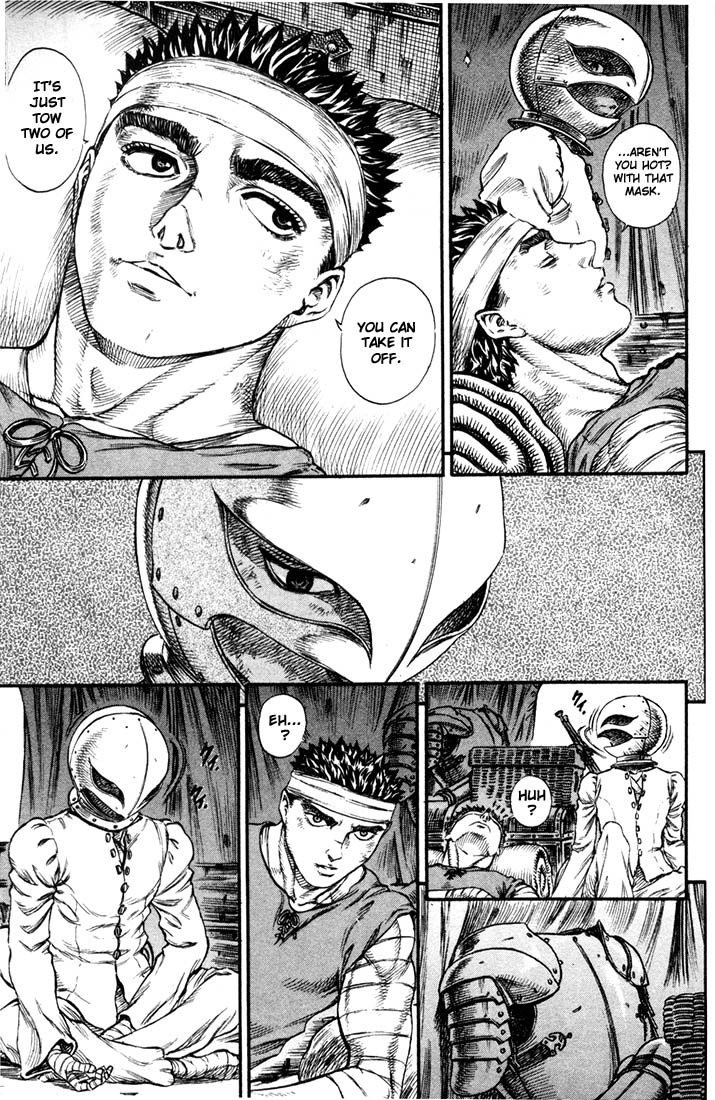 ...AREN'T
YOU HOT?
WITH THAT
MASK.
IT'S
JUST
TOW
TWO OF
US.
YOU CAN
TAKE IT
OFF.
HUH
?
EH...
?